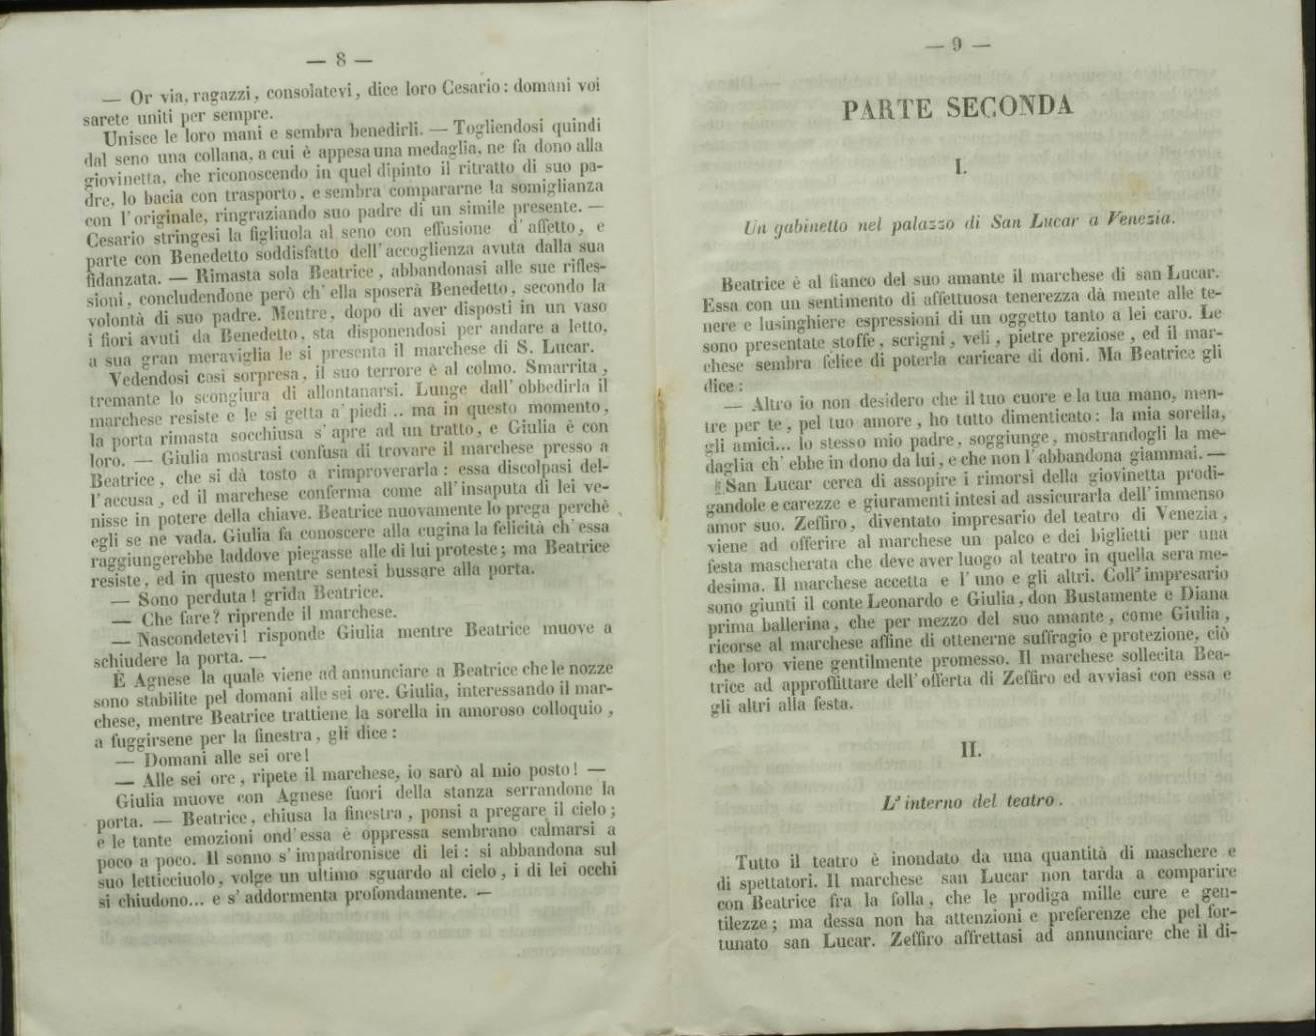 — 8 —
— Or via, ragazzi, consolatevi, dice loro Cesario: domani voi
sarete uniti per sempre.
Unisce le loro mani e sembra benedirli. — Togliendosi quindi
dal seno una collana, a cui è appesa una medaglia, ne fa dono alla
giovinetta, che riconoscendo in quel dipinto il ritratto di suo pa-
dre, lo bacia con trasporto, e sembra compararne la somiglianza
con l'originale, ringraziando suo padre di un simile presente. —
Cesario stringesi la figliuola al seno con effusione d'affetto, e
parte con Benedetto soddisfatto dell'accoglienza avuta dalla sua
fidanzata. — Rimasta sola Beatrice, abbandonasi alle sue rifles-
sioni, concludendone però ch'ella sposerà Benedetto, secondo la
volontà di suo padre. Mentre, dopo di aver disposti in un vaso
i fiori avuti da Benedetto, sta disponendosi per andare a letto,
a sua gran meraviglia le si presenta il marchese di S. Lucar.
Vedendosi così sorpresa, il suo terrore è al colmo. Smarrita,
tremante lo scongiura di allontanarsi. Lunge dall'obbedirla il
marchese resiste e le si getta a' piedi.. ma in questo momento,
la porta rimasta socchiusa s'apre ad un tratto, e Giulia è con
loro. — Giulia mostrasi confusa di trovare il marchese presso a
Beatrice, che si dà tosto a rimproverarla: essa discolpasi del-
l'accusa, ed il marchese conferma come all'insaputa di lei ve-
nisse in potere della chiave. Beatrice nuovamente lo prega perchè
egli se ne vada. Giulia fa conoscere alla cugina la felicità ch'essa
raggiungerebbe laddove piegasse alle di lui proteste; ma Beatrice
resiste, ed in questo mentre sentesi bussare alla porta.
— Sono perduta! grida Beatrice.
— Che fare? riprende il marchese.
— Nascondetevi! risponde Giulia mentre Beatrice muove a
schiudere la porta. —
È Agnese la quale viene ad annunciare a Beatrice che le nozze
sono stabilite pel domani alle sei ore. Giulia, interessando il mar-
chese, mentre Beatrice trattiene la sorella in amoroso colloquio,
a fuggirsene per la finestra, gli dice:
— Domani alle sei ore!
— Alle sei ore, ripete il marchese, io sarò al mio posto! —
Giulia muove con Agnese fuori della stanza serrandone la
porta. — Beatrice, chiusa la finestra, ponsi a pregare il cielo;
e le tante emozioni ond'essa è oppressa sembrano calmarsi a
poco a poco. Il sonno s'impadronisce di lei: si abbandona sul
suo letticciuolo, volge un ultimo sguardo al cielo, i di lei occhi
si chiudono... e s'addormenta profondamente. —
— 9 —
PARTE SECONDA
I.
Un gabinetto nel palazzo di San Lucar a Venezia.
Beatrice è al fianco del suo amante il marchese di san Lucar.
Essa con un sentimento di affettuosa tenerezza dà mente alle te-
nere e lusinghiere espressioni di un oggetto tanto a lei caro. Le
sono presentate stoffe, scrigni, veli, pietre preziose, ed il mar-
chese sembra felice di poterla caricare di doni. Ma Beatrice gli
dice:
— Altro io non desidero che il tuo cuore e la tua mano, men-
tre per te, pel tuo amore, ho tutto dimenticato: la mia sorella,
gli amici... lo stesso mio padre, soggiunge, mostrandogli la me-
daglia ch'ebbe in dono da lui, e che non l'abbandona giammai. —
San Lucar cerca di assopire i rimorsi della giovinetta prodi-
gandole e carezze e giuramenti intesi ad assicurarla dell'immenso
amor suo. Zeffiro, diventato impresario del teatro di Venezia,
viene ad offerire al marchese un palco e dei biglietti per una
festa mascherata che deve aver luogo al teatro in quella sera me-
desima. Il marchese accetta e l'uno e gli altri. Coll'impresario
sono giunti il conte Leonardo e Giulia, don Bustamente e Diana
prima ballerina, che per mezzo del suo amante, come Giulia,
ricorse al marchese affine di ottenerne suffragio e protezione, ciò
che loro viene gentilmente promesso. Il marchese sollecita Bea-
trice ad approffittare dell'offerta di Zeffiro ed avviasi con essa e
gli altri alla festa.
II.
L'interno del teatro.
Tutto il teatro è inondato da una quantità di maschere e
di spettatori. Il marchese san Lucar non tarda a comparire
con Beatrice fra la folla, che le prodiga mille cure e gen-
tilezze; ma dessa non ha attenzioni e preferenze che pel for-
tunato san Lucar. Zeffiro affrettasi ad annunciare che il di-